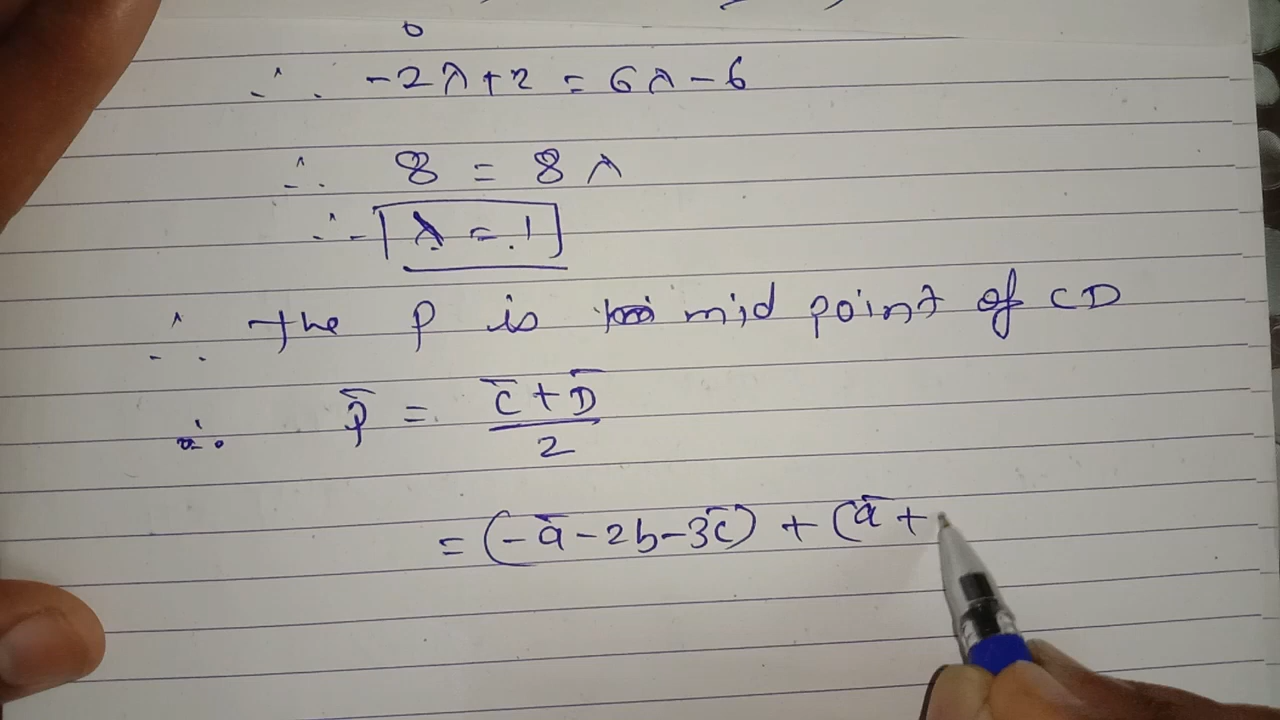 ∴ -2λ+2 = 6λ-6
∴ 8 = 8λ
∴ λ = 1
∴ the P is mid point of CD
∴ p̄ = (C̄ + D̄)/2
= (-ā-2b-3c̄) + (ā +